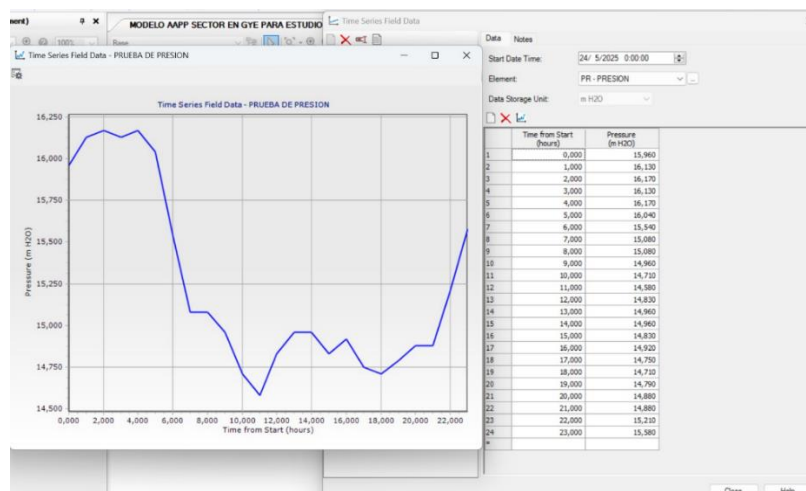 ment)
MODELO AAPP SECTOR EN GYE PARA ESTUDIO
Time Series Field Data
100%
Base
Time Series Field Data - PRUEBA DE PRESION
Time Series Field Data - PRUEBA DE PRESION
16,250
16,000
15,750
15,500
15,250
15,000
14,750
14,500
Pressure (m H2O)
0,000 2,000 4,000 6,000 8,000 10,000 12,000 14,000 16,000 18,000 20,000 22,000
Time from Start (hours)
Data Notes
Start Date Time: 24/ 5/2025 0:00:00
Element: PR - PRESION
Data Storage Unit: m H2O
Time from Start (hours) Pressure (m H2O)
1 0,000 15,960
2 1,000 16,130
3 2,000 16,170
4 3,000 16,130
5 4,000 16,170
6 5,000 16,040
7 6,000 15,540
8 7,000 15,080
9 8,000 15,080
10 9,000 14,960
11 10,000 14,710
12 11,000 14,580
13 12,000 14,830
14 13,000 14,960
15 14,000 14,960
16 15,000 14,830
17 16,000 14,920
18 17,000 14,750
19 18,000 14,710
20 19,000 14,790
21 20,000 14,880
22 21,000 14,880
23 22,000 15,210
24 23,000 15,580
*
Close Help